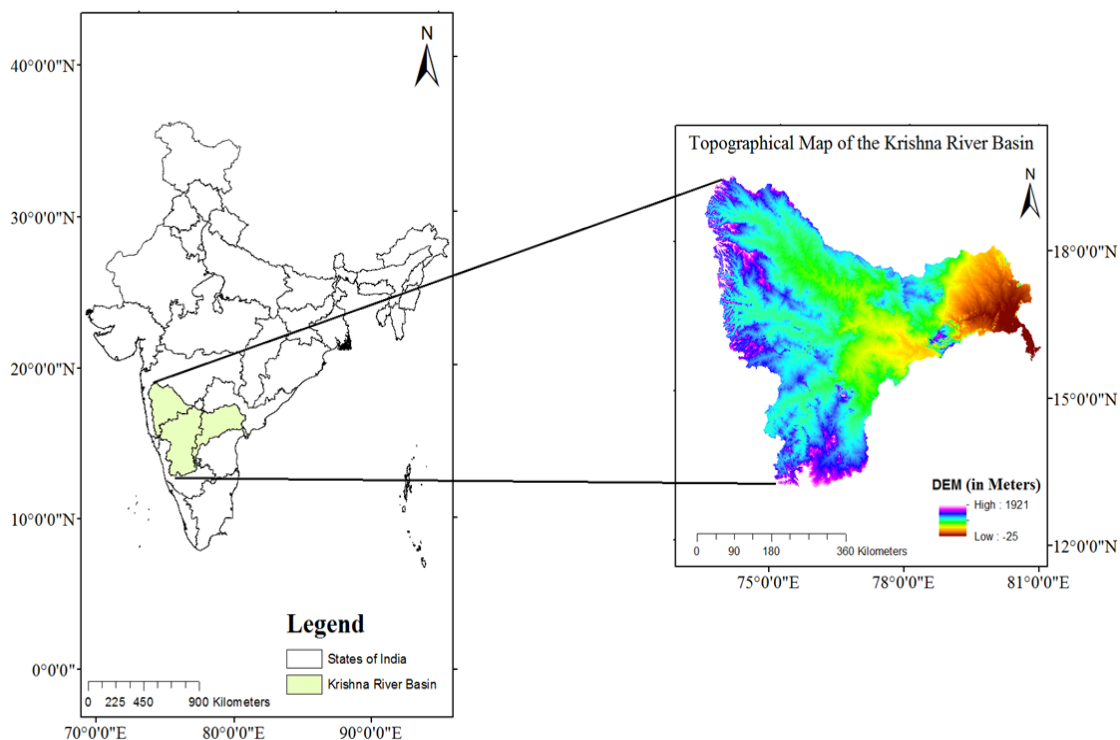 N
40°0'0"N
30°0'0"N
20°0'0"N
10°0'0"N
0°0'0"
Legend
States of India
Krishna River Basin
0 225 450 900 Kilometers
70°0'0"E 80°0'0"E 90°0'0"E
Topographical Map of the Krishna River Basin
N
18°0'0"N
15°0'0"N
12°0'0"N
DEM (in Meters)
High : 1921
Low : -25
0 90 180 360 Kilometers
75°0'0"E 78°0'0"E 81°0'0"E